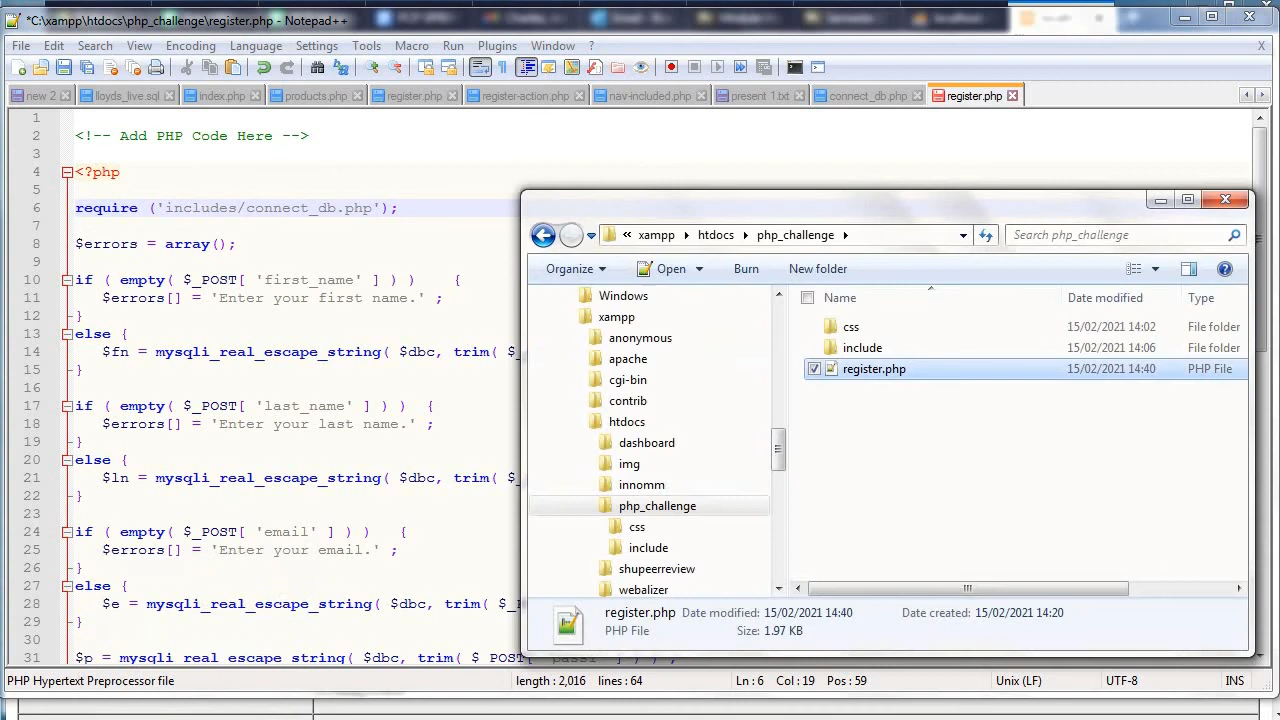 *C:\xampp\htdocs\php_challenge\register.php - Notepad++
File Edit Search View Encoding Language Settings Tools Macro Run Plugins Window ? X
new 2 lloyds_live.sql index.php products.php register.php register-action.php nav-included.php present 1.txt connect_db.php register.php
1
2 <!-- Add PHP Code Here -->
3
4 <?php
5
6 require ('includes/connect_db.php');
7
8 $errors = array();
9
10 if ( empty( $_POST[ 'first_name' ] ) ) {
11 $errors[] = 'Enter your first name.' ;
12 }
13 else {
14 $fn = mysqli_real_escape_string( $dbc, trim( $_
15 }
16
17 if ( empty( $_POST[ 'last_name' ] ) ) {
18 $errors[] = 'Enter your last name.' ;
19 }
20 else {
21 $ln = mysqli_real_escape_string( $dbc, trim( $_
22 }
23
24 if ( empty( $_POST[ 'email' ] ) ) {
25 $errors[] = 'Enter your email.' ;
26 }
27 else {
28 $e = mysqli_real_escape_string( $dbc, trim( $_
29 }
30
31 $p = mysqli_real_escape_string( $dbc, trim( $_POST[ 'pass1' ] ) ) ;
PHP Hypertext Preprocessor file length : 2,016 lines : 64 Ln : 6 Col : 19 Pos : 59 Unix (LF) UTF-8 INS
« xampp htdocs php_challenge Search php_challenge
Organize Open Burn New folder
Windows
xampp
anonymous
apache
cgi-bin
contrib
htdocs
dashboard
img
innomm
php_challenge
css
include
shupeerreview
webalizer
Name Date modified Type
css 15/02/2021 14:02 File folder
include 15/02/2021 14:06 File folder
register.php 15/02/2021 14:40 PHP File
register.php Date modified: 15/02/2021 14:40 Date created: 15/02/2021 14:20
PHP File Size: 1.97 KB